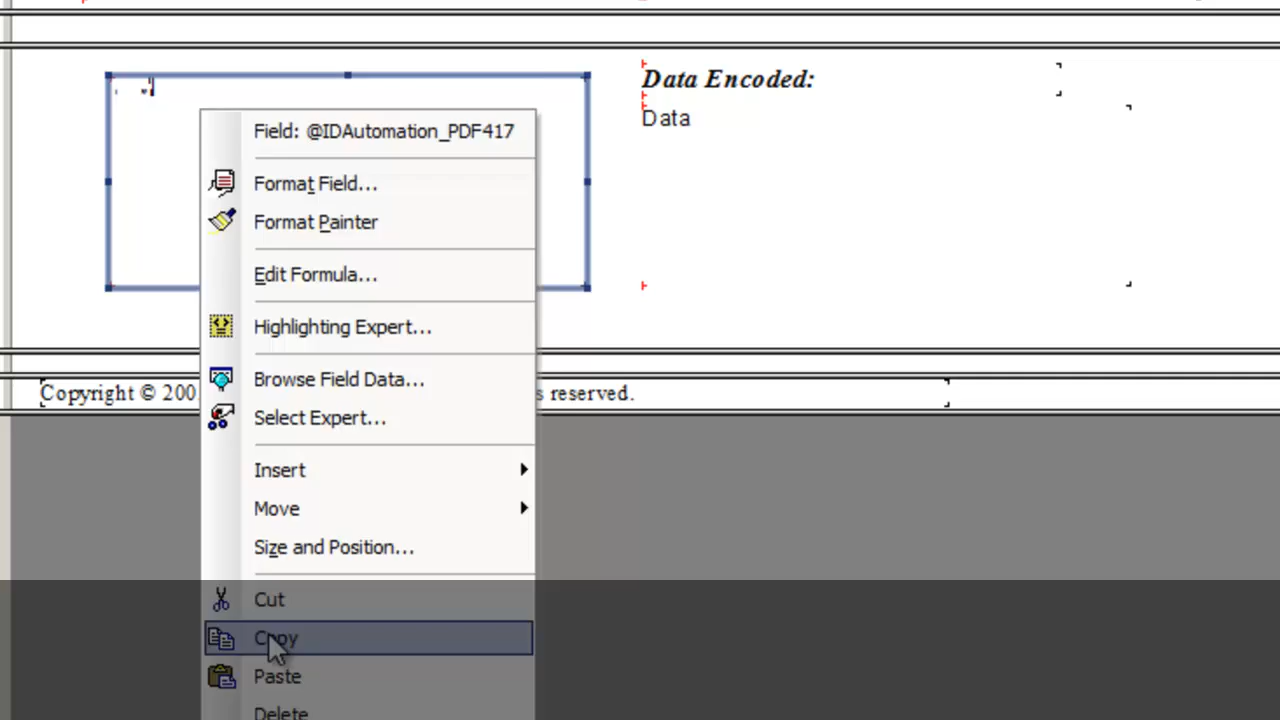 Data Encoded:
Data
Field: @IDAutomation_PDF417
Format Field...
Format Painter
Edit Formula...
Highlighting Expert...
Browse Field Data...
Select Expert...
Insert
Move
Size and Position...
Cut
Copy
Paste
Delete
Copyright © 200
s reserved.